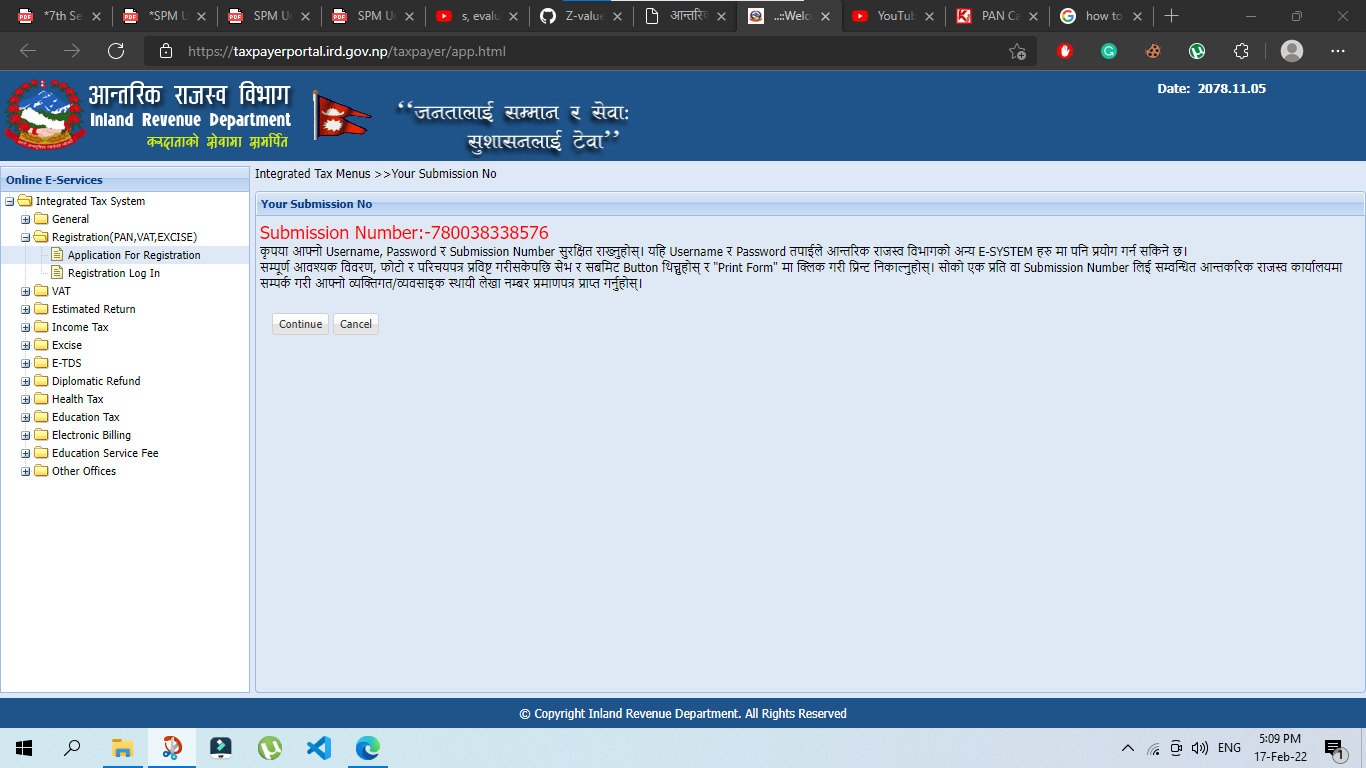 *7th Se
*SPM U
SPM U
SPM U
s, evalu
Z-value
आन्तरिक
..::Welco
YouTub
PAN Ca
how to
https://taxpayerportal.ird.gov.np/taxpayer/app.html
आन्तरिक राजस्व विभाग
Inland Revenue Department
करदाताको सेवामा समर्पित
“जनतालाई सम्मान र सेवाः
सुशासनलाई टेवा”
Date: 2078.11.05
Online E-Services
Integrated Tax System
General
Registration(PAN,VAT,EXCISE)
Application For Registration
Registration Log In
VAT
Estimated Return
Income Tax
Excise
E-TDS
Diplomatic Refund
Health Tax
Education Tax
Electronic Billing
Education Service Fee
Other Offices
Integrated Tax Menus >>Your Submission No
Your Submission No
Submission Number:-780038338576
कृपया आफ्नो Username, Password र Submission Number सुरक्षित राख्नुहोस्। यहि Username र Password तपाईले आन्तरिक राजस्व विभागको अन्य E-SYSTEM हरु मा पनि प्रयोग गर्न सकिने छ।
सम्पूर्ण आवश्यक विवरण, फोटो र परिचयपत्र प्रविष्ट गरीसकेपछि सेभ र सबमिट Button थिच्नुहोस् र "Print Form" मा क्लिक गरी प्रिन्ट निकाल्नुहोस्। सोको एक प्रति वा Submission Number लिई सम्वन्धित आन्तकरिक राजस्व कार्यालयमा
सम्पर्क गरी आफ्नो व्यक्तिगत/व्यवसाइक स्थायी लेखा नम्बर प्रमाणपत्र प्राप्त गर्नुहोस्।
Continue
Cancel
© Copyright Inland Revenue Department. All Rights Reserved
ENG
5:09 PM
17-Feb-22
1